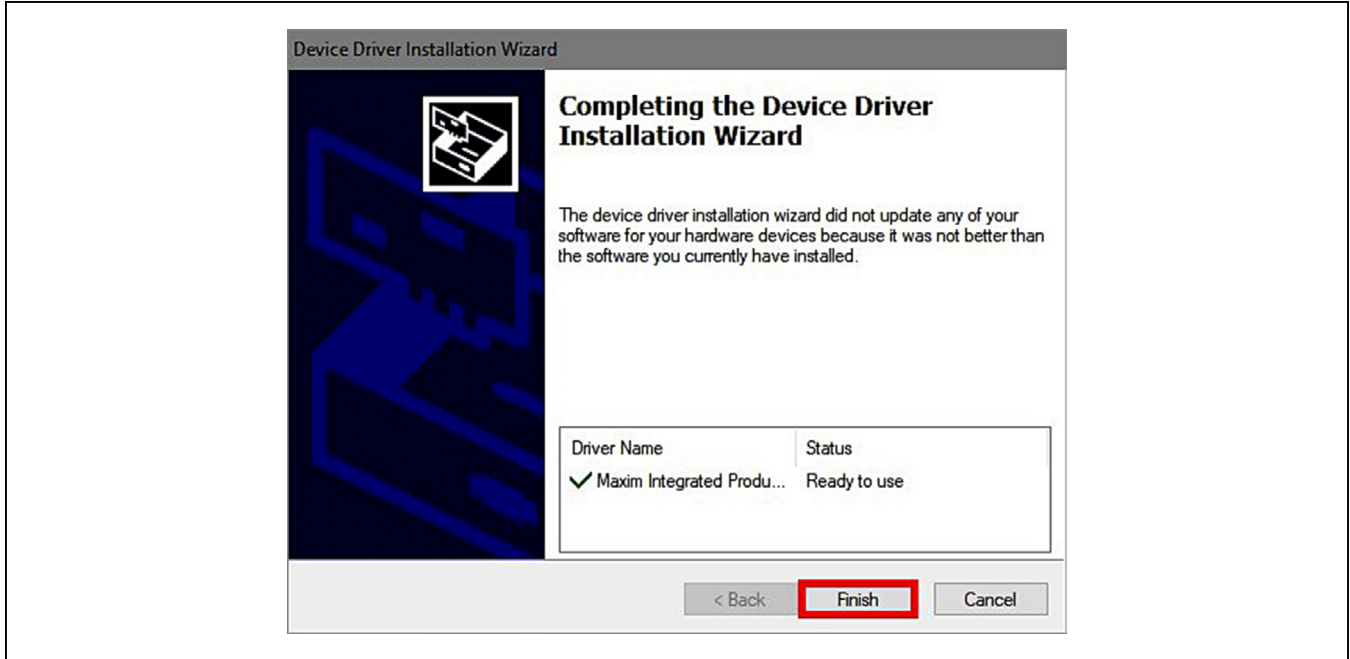 Device Driver Installation Wizard
Completing the Device Driver
Installation Wizard
The device driver installation wizard did not update any of your
software for your hardware devices because it was not better than
the software you currently have installed.
Driver Name Status
Maxim Integrated Produ... Ready to use
< Back Finish Cancel